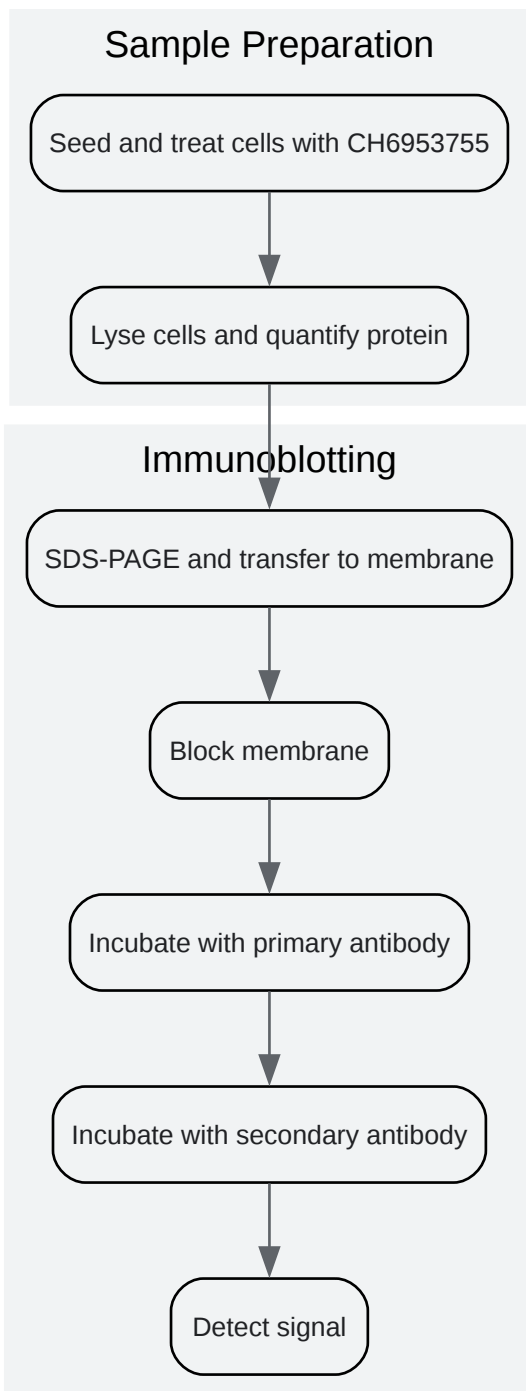 Sample Preparation
Seed and treat cells with CH6953755
Lyse cells and quantify protein
Immunoblotting
SDS-PAGE and transfer to membrane
Block membrane
Incubate with primary antibody
Incubate with secondary antibody
Detect signal